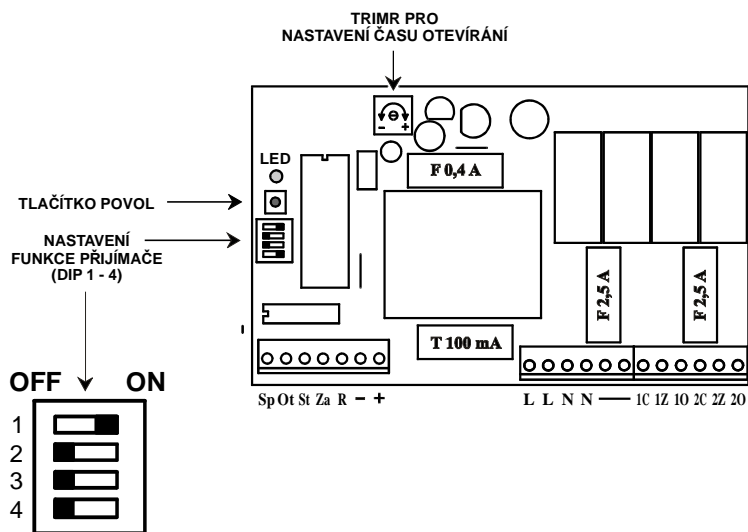 TRIMR PRO
NASTAVENÍ ČASU OTEVÍRÁNÍ
LED
F 0,4 A
TLAČÍTKO POVOL
NASTAVENÍ
FUNKCE PŘIJÍMAČE
(DIP 1 - 4)
F 2,5 A
F 2,5 A
T 100 mA
Sp Ot St Za R - +
L L N N — 1C 1Z 1O 2C 2Z 2O
OFF ON
1
2
3
4